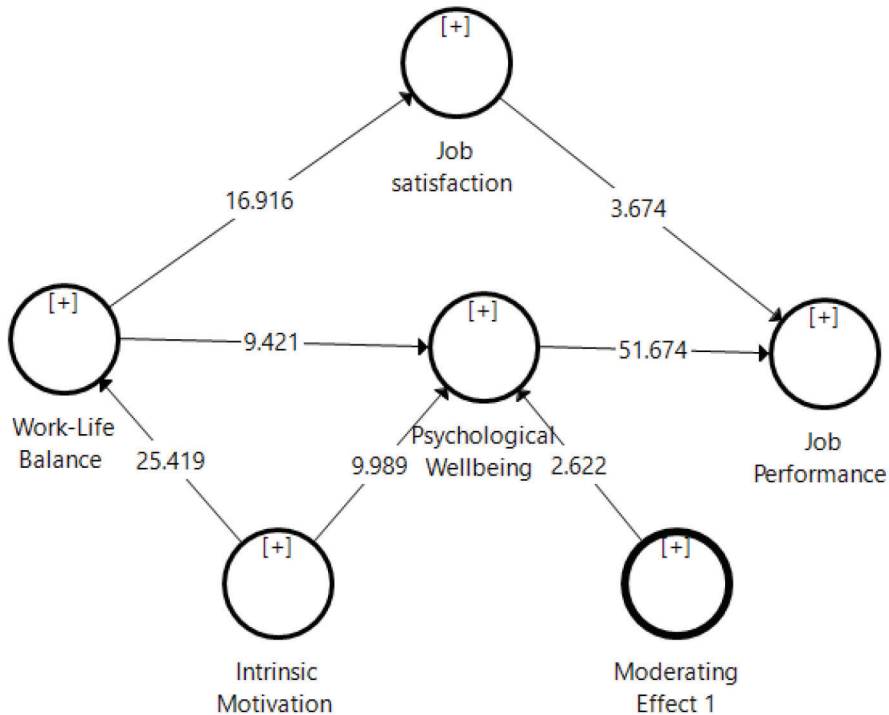 [+]
Job
satisfaction
16.916
3.674
[+]
[+]
[+]
9.421
51.674
Work-Life
Balance
Psychological
Wellbeing
Job
Performance
25.419
9.989
2.622
[+]
[+]
Intrinsic
Motivation
Moderating
Effect 1